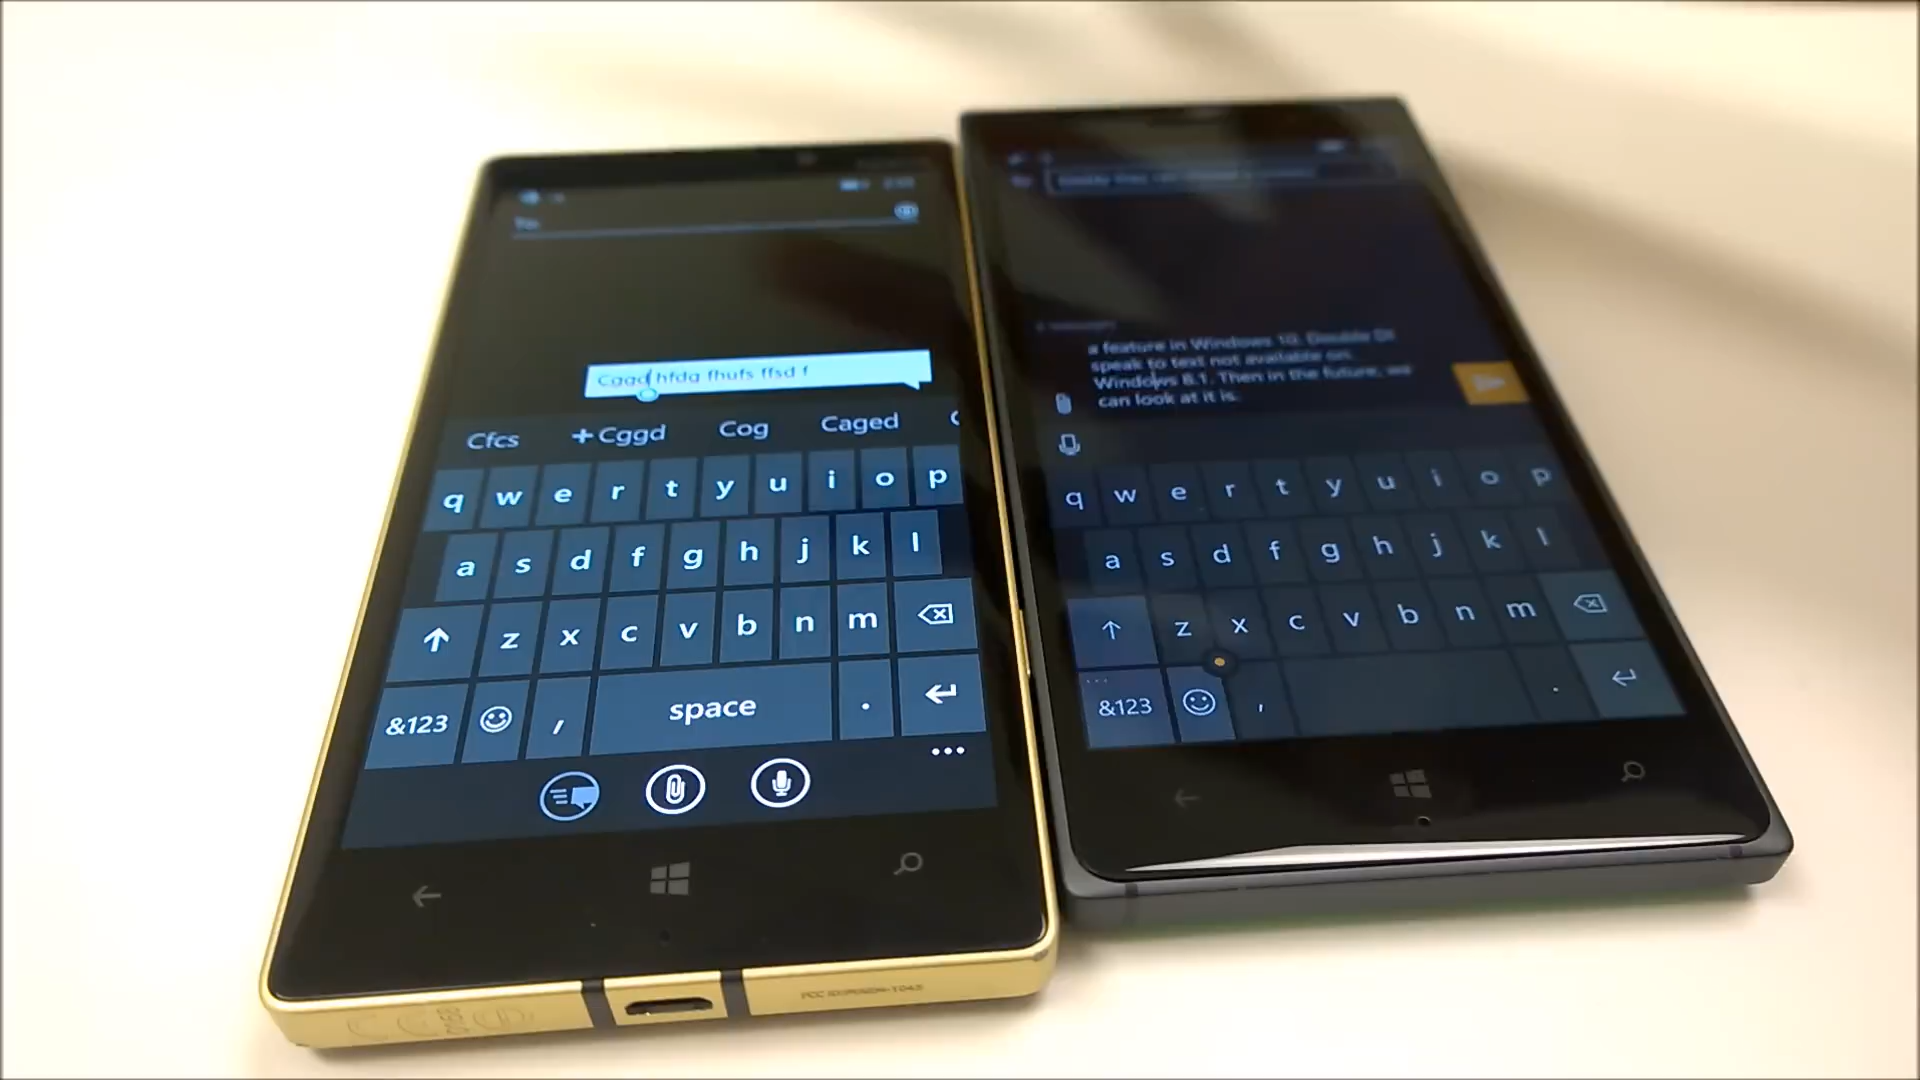 Cggd hfdg fhufs ffsd f
Cfcs +Cggd Cog Caged
q w e r t y u i o p
a s d f g h j k l
z x c v b n m
&123 , space .
a feature in Windows 10. Double
speak to text not available on
Windows 8.1. Then in the future, we
can look at it is.
q w e r t y u i o p
a s d f g h j k l
z x c v b n m
&123 , .